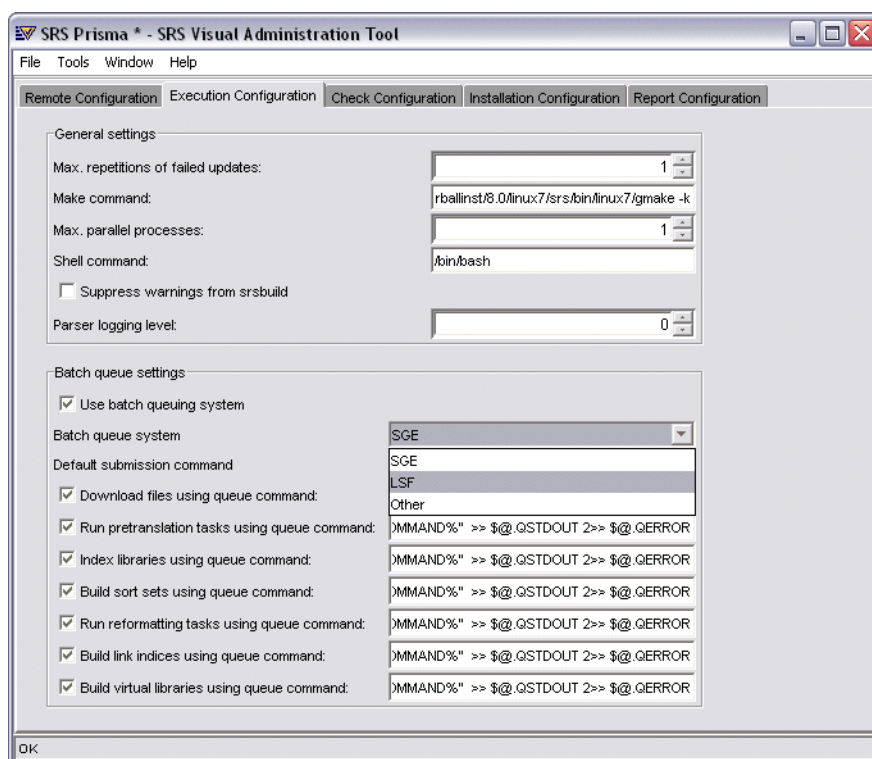 SRS Prisma * - SRS Visual Administration Tool
File Tools Window Help
Remote Configuration Execution Configuration Check Configuration Installation Configuration Report Configuration
General settings
Max. repetitions of failed updates: 1
Make command: rballinst/8.0/linux7/srs/bin/linux7/gmake -k
Max. parallel processes: 1
Shell command: /bin/bash
Suppress warnings from srsbuild
Parser logging level: 0
Batch queue settings
Use batch queuing system
Batch queue system SGE
Default submission command SGE
LSF
Download files using queue command:
Other
Run pretranslation tasks using queue command: OMMAND%" >> $@.QSTDOUT 2>> $@.QERROR
Index libraries using queue command: OMMAND%" >> $@.QSTDOUT 2>> $@.QERROR
Build sort sets using queue command: OMMAND%" >> $@.QSTDOUT 2>> $@.QERROR
Run reformatting tasks using queue command: OMMAND%" >> $@.QSTDOUT 2>> $@.QERROR
Build link indices using queue command: OMMAND%" >> $@.QSTDOUT 2>> $@.QERROR
Build virtual libraries using queue command: OMMAND%" >> $@.QSTDOUT 2>> $@.QERROR
OK